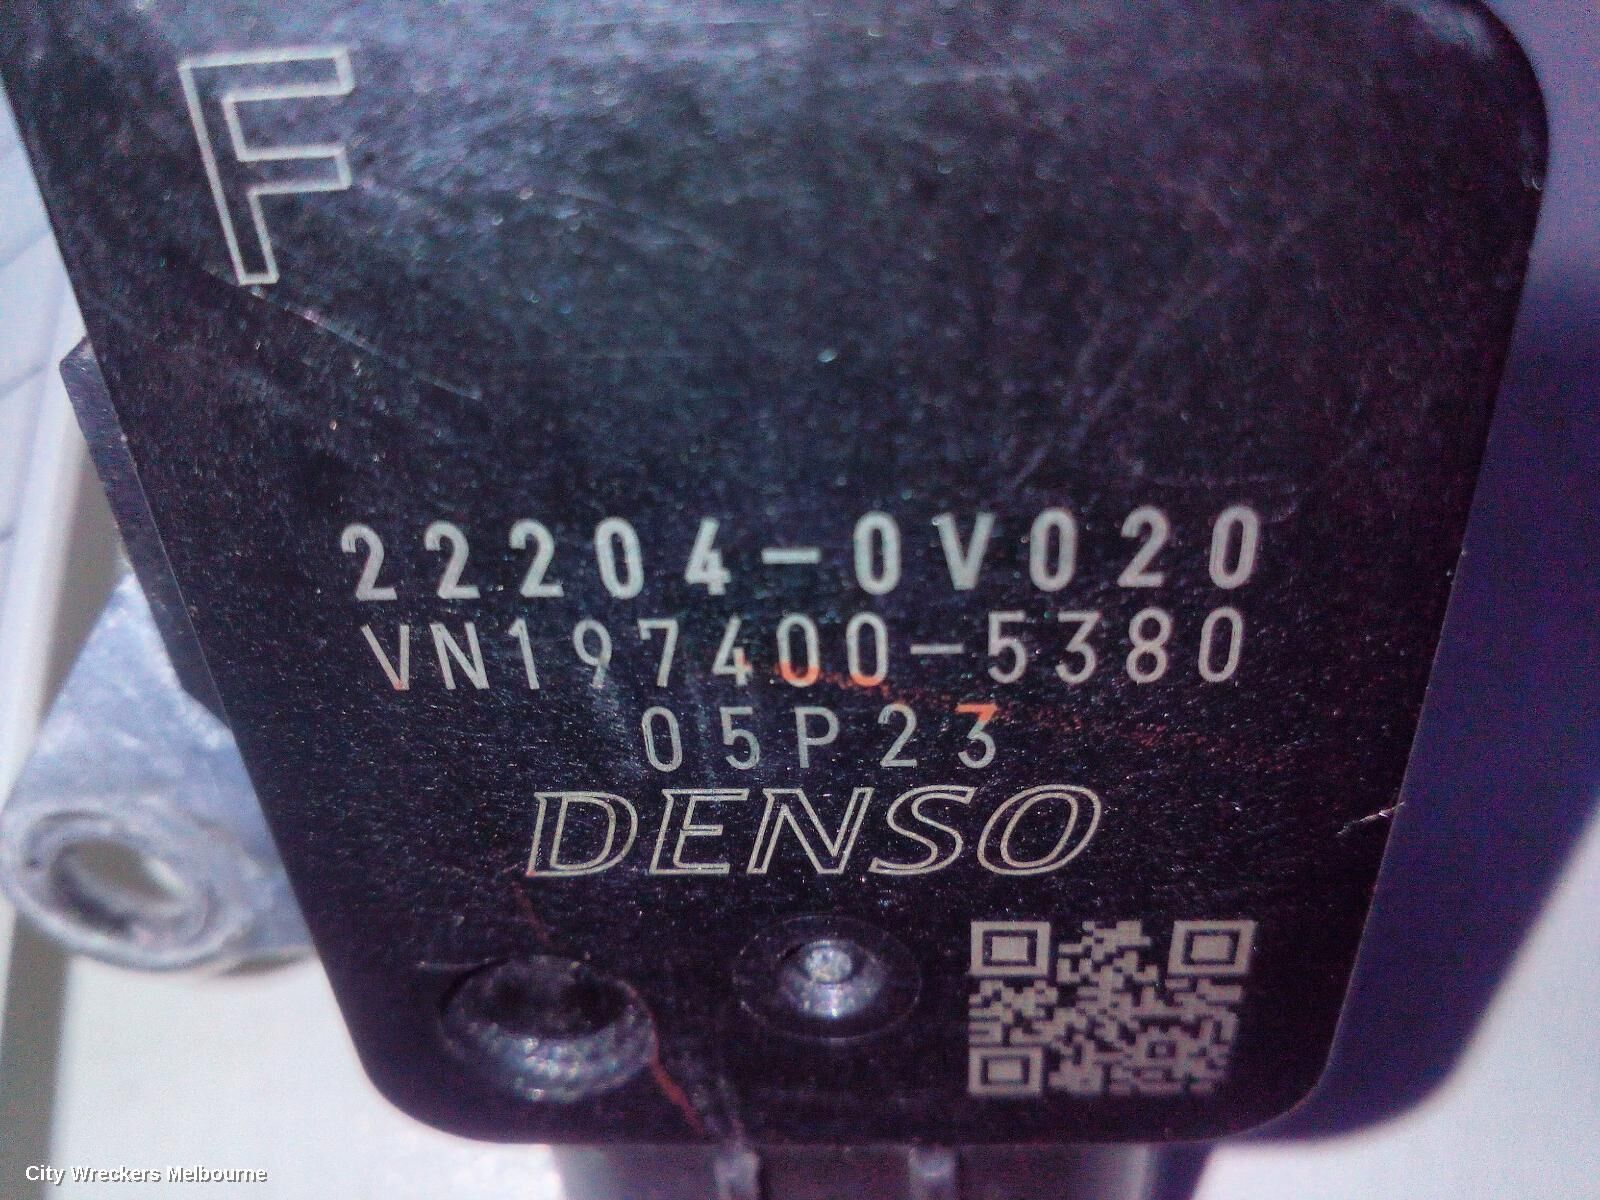 F
22204-0V020
VN197400-5380
05P23
DENSO
City Wreckers Melbourne